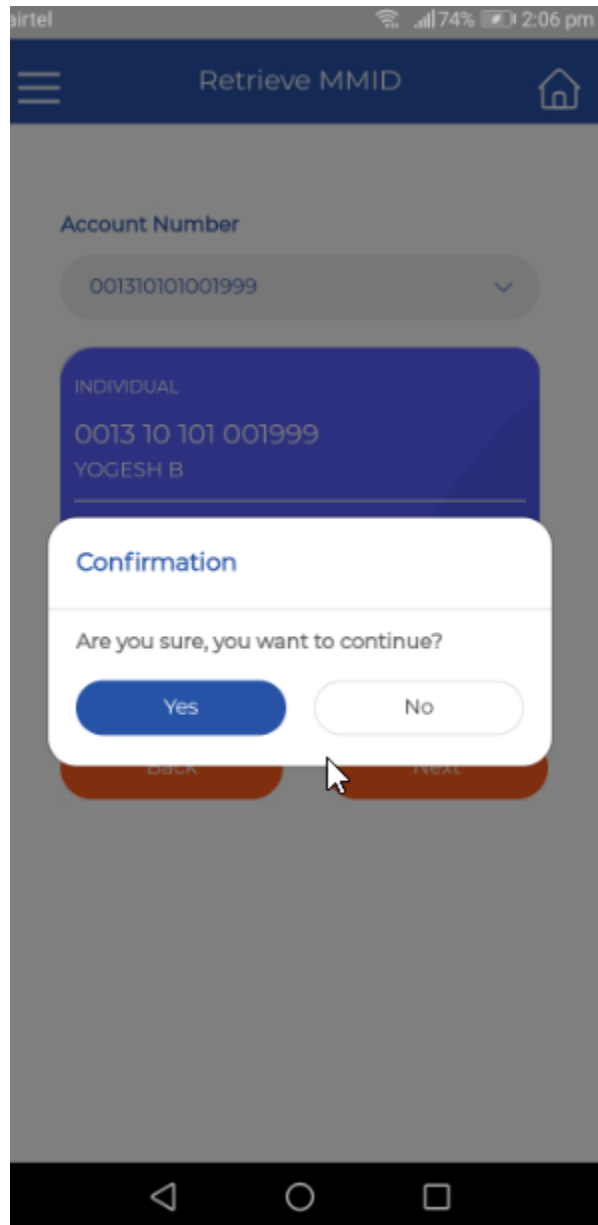 airtel 74% 2:06 pm
Retrieve MMID
Account Number
001310101001999
INDIVIDUAL
0013 10 101 001999
YOGESH B
Confirmation
Are you sure, you want to continue?
Yes No
Back Next